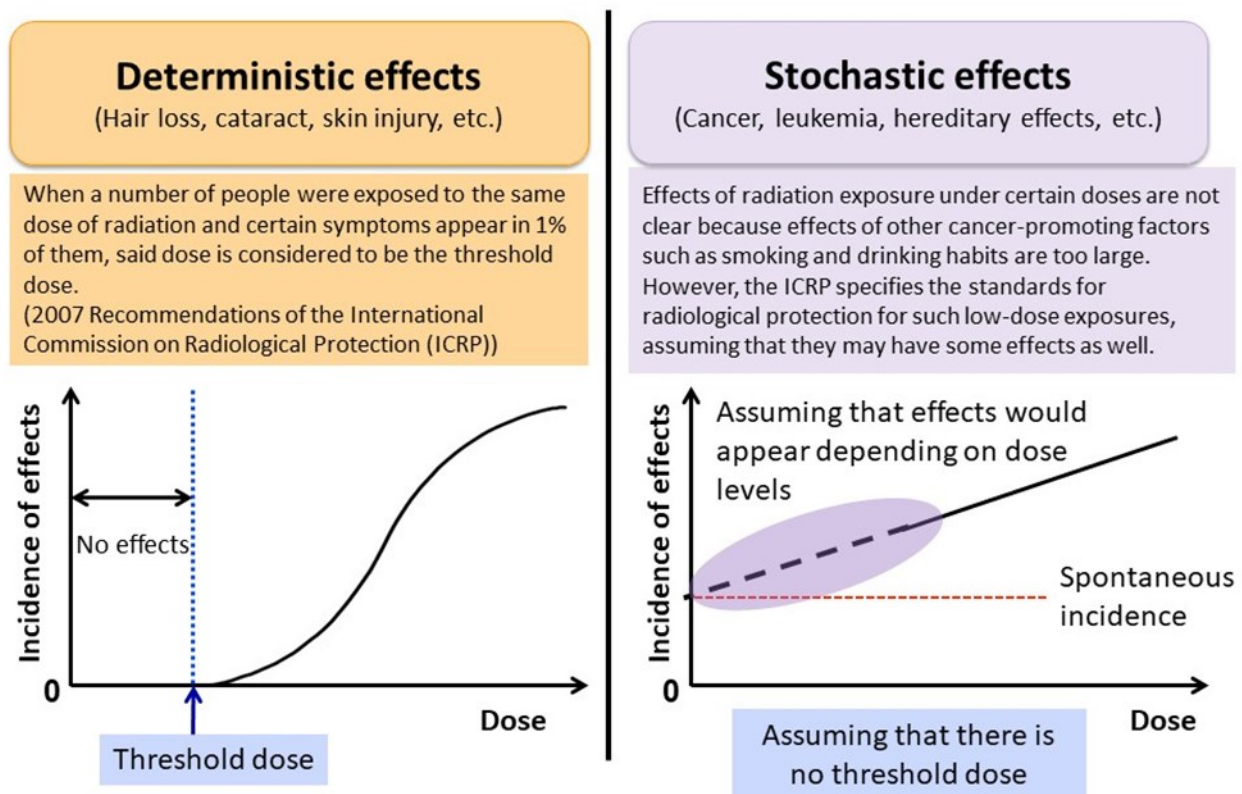 Deterministic effects
(Hair loss, cataract, skin injury, etc.)
When a number of people were exposed to the same
dose of radiation and certain symptoms appear in 1%
of them, said dose is considered to be the threshold
dose.
(2007 Recommendations of the International
Commission on Radiological Protection (ICRP))
Incidence of effects
No effects
0
Dose
Threshold dose
Stochastic effects
(Cancer, leukemia, hereditary effects, etc.)
Effects of radiation exposure under certain doses are not
clear because effects of other cancer-promoting factors
such as smoking and drinking habits are too large.
However, the ICRP specifies the standards for
radiological protection for such low-dose exposures,
assuming that they may have some effects as well.
Incidence of effects
Assuming that effects would
appear depending on dose
levels
Spontaneous
incidence
0
Dose
Assuming that there is
no threshold dose